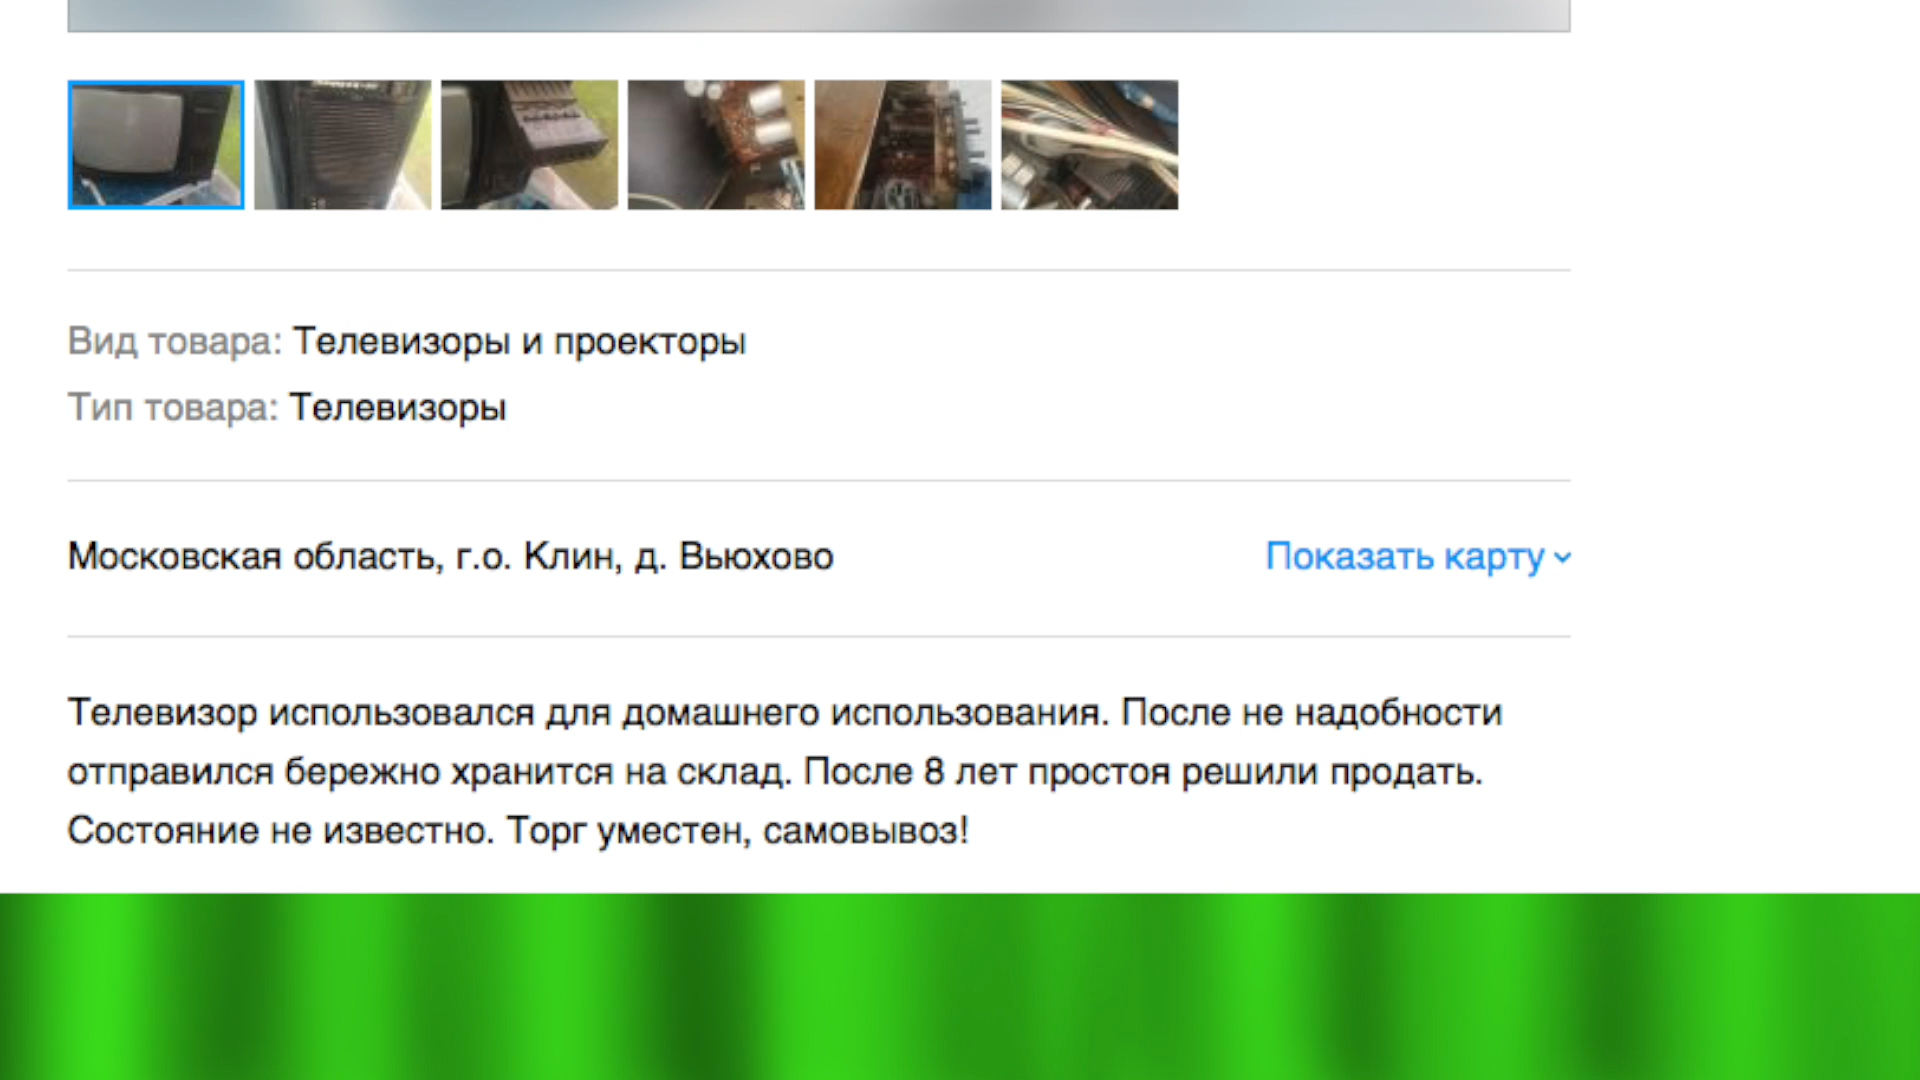 Вид товара: Телевизоры и проекторы
Тип товара: Телевизоры
Московская область, г.о. Клин, д. Вьюхово
Показать карту
Телевизор использовался для домашнего использования. После не надобности
отправился бережно хранится на склад. После 8 лет простоя решили продать.
Состояние не известно. Торг уместен, самовывоз!